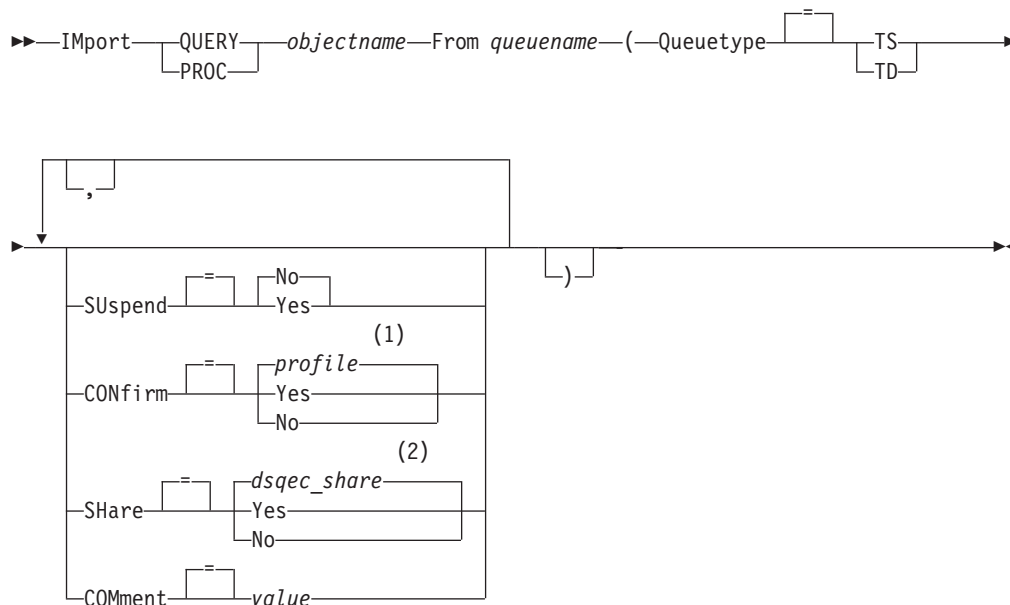 =
IMport QUERY objectname From queuename ( Queuetype TS
PROC TD
,
)
= No
SUspend Yes
(1)
= profile
CONfirm Yes
No
(2)
= dsqec_share
SHare Yes
No
=
COMment value